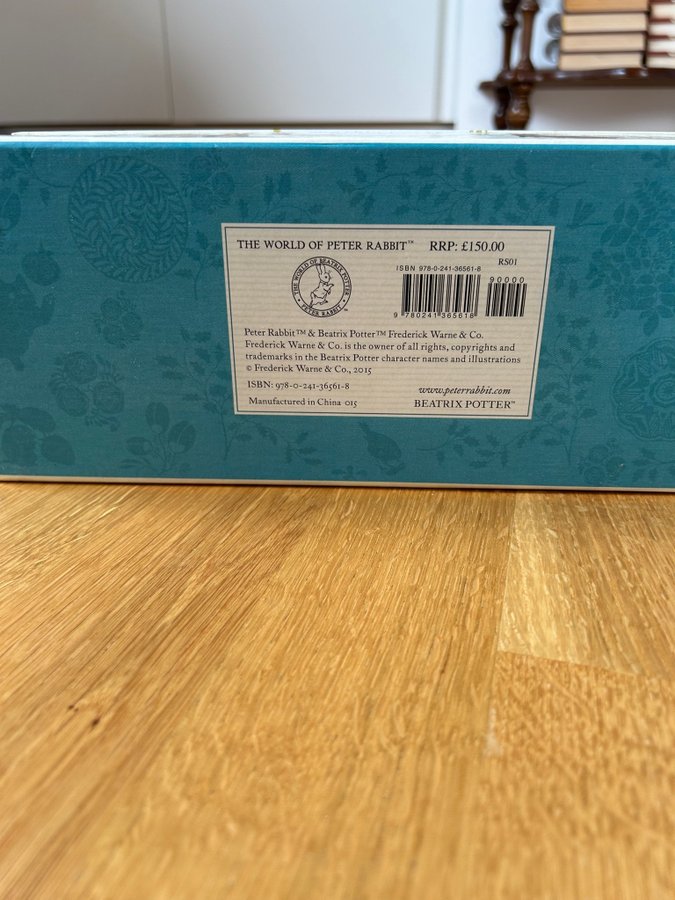 THE WORLD OF PETER RABBIT™ RRP: £150.00
RS01
THE WORLD OF BEATRIX POTTER
PETER RABBIT
™
ISBN 978-0-241-36561-8
90000
9 780241 365618
Peter Rabbit™ & Beatrix Potter™ Frederick Warne & Co.
Frederick Warne & Co. is the owner of all rights, copyrights and
trademarks in the Beatrix Potter character names and illustrations
© Frederick Warne & Co., 2015
ISBN: 978-0-241-36561-8
www.peterrabbit.com
Manufactured in China 015
BEATRIX POTTER™